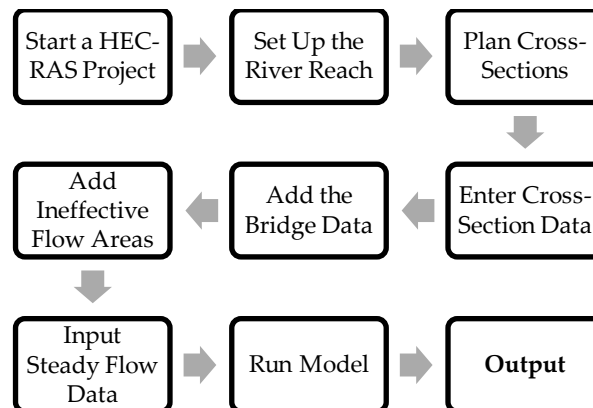 Start a HEC-
RAS Project
Set Up the
River Reach
Plan Cross-
Sections
Enter Cross-
Section Data
Add the
Bridge Data
Add
Ineffective
Flow Areas
Input
Steady Flow
Data
Run Model
Output